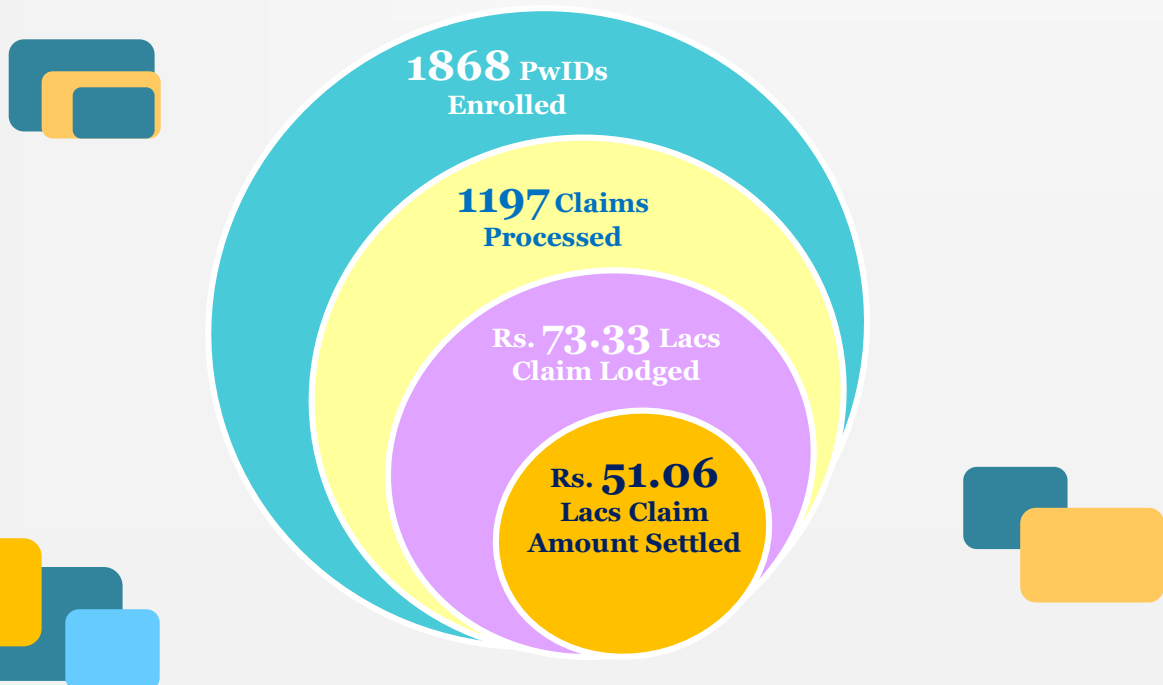 1868 PwIDs
Enrolled
1197 Claims
Processed
Rs. 73.33 Lacs
Claim Lodged
Rs. 51.06
Lacs Claim
Amount Settled